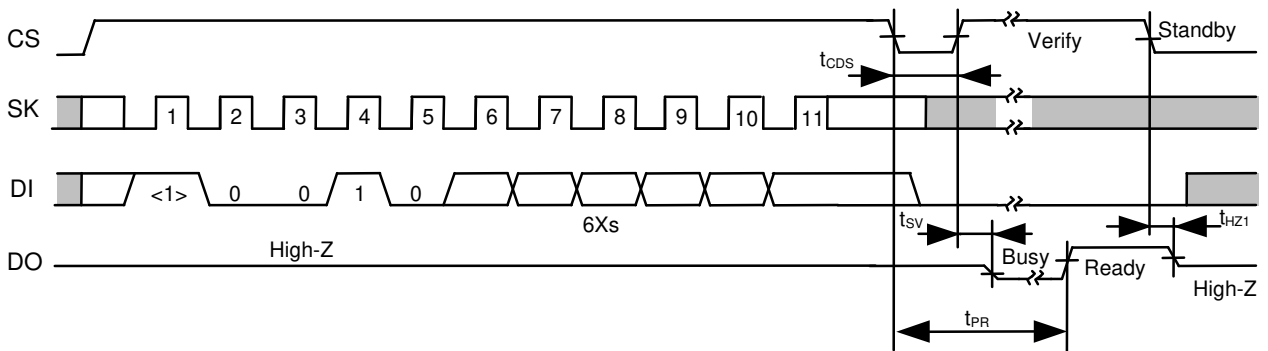 CS
Verify
Standby
tCDS
SK
1 2 3 4 5 6 7 8 9 10 11
DI
<1> 0 0 1 0
6Xs
tSV
tHZ1
DO
High-Z
Busy
Ready
High-Z
tPR